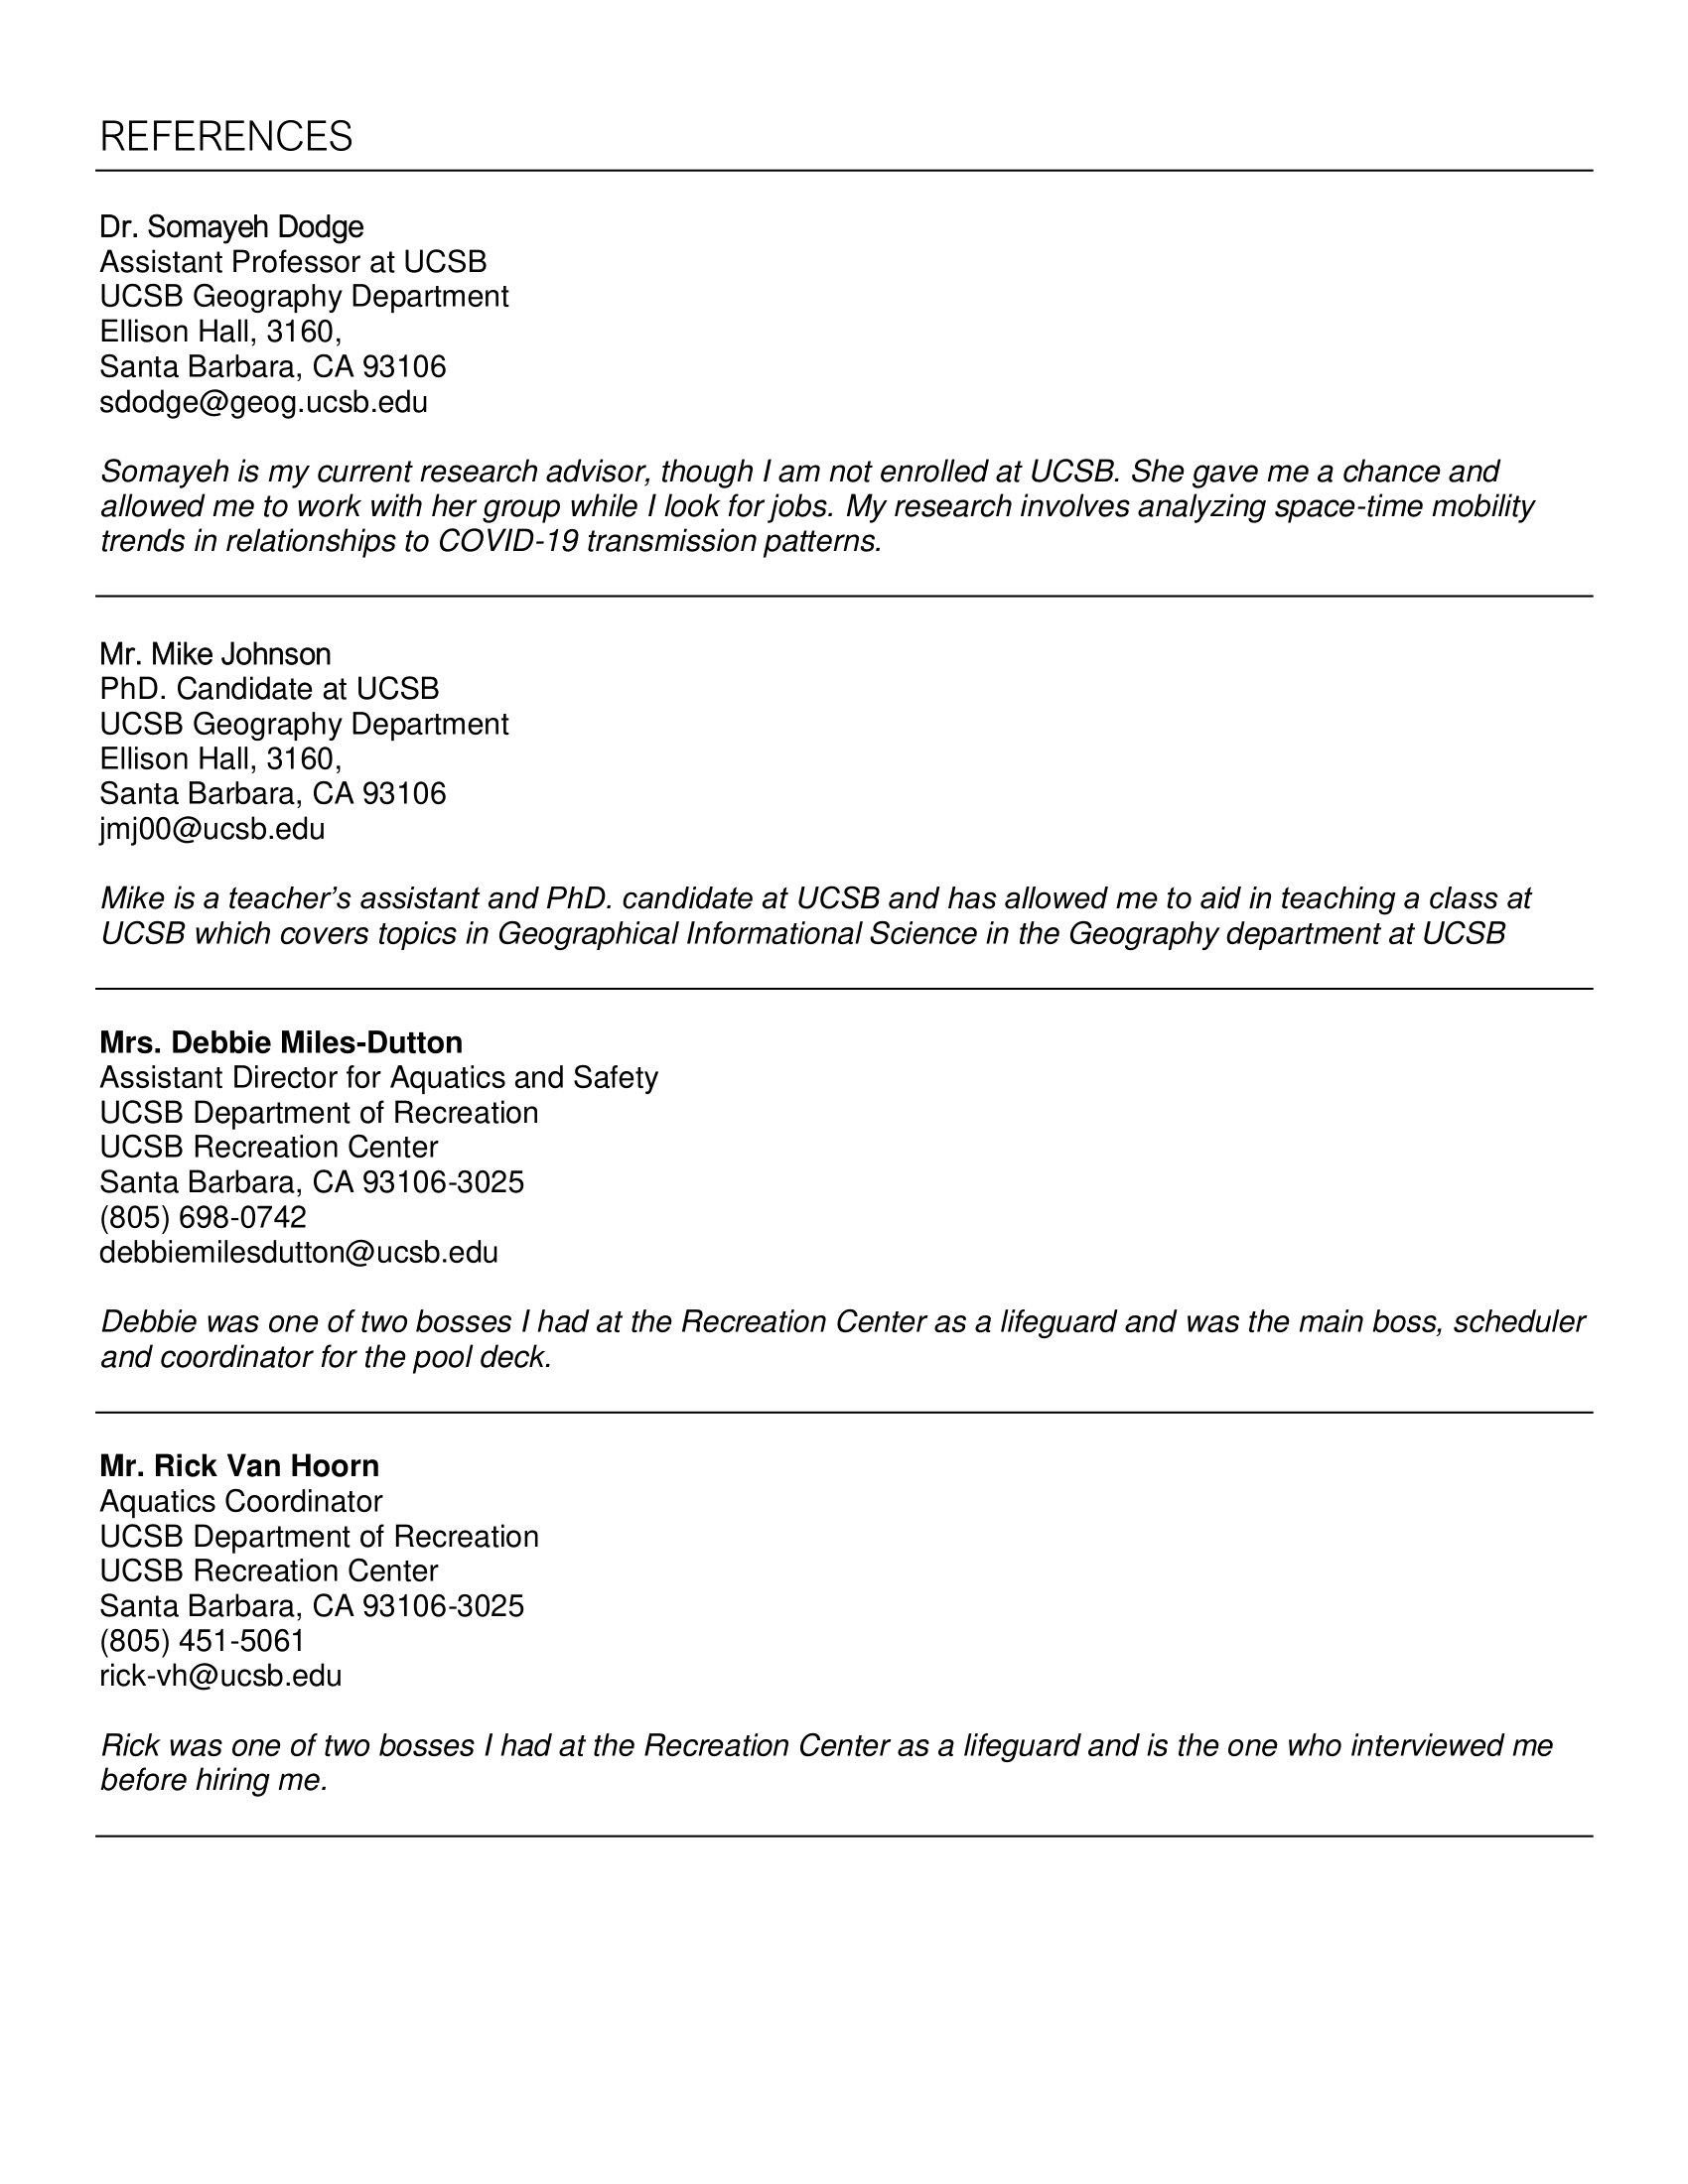 REFERENCES
Dr. Somayeh Dodge
Assistant Professor at UCSB
UCSB Geography Department
Ellison Hall, 3160,
Santa Barbara, CA 93106
sdodge@geog.ucsb.edu
Somayeh is my current research advisor, though I am not enrolled at UCSB. She gave me a chance and
allowed me to work with her group while I look for jobs. My research involves analyzing space-time mobility
trends in relationships to COVID-19 transmission patterns.
Mr. Mike Johnson
PhD. Candidate at UCSB
UCSB Geography Department
Ellison Hall, 3160,
Santa Barbara, CA 93106
jmj00@ucsb.edu
Mike is a teacher’s assistant and PhD. candidate at UCSB and has allowed me to aid in teaching a class at
UCSB which covers topics in Geographical Informational Science in the Geography department at UCSB
Mrs. Debbie Miles-Dutton
Assistant Director for Aquatics and Safety
UCSB Department of Recreation
UCSB Recreation Center
Santa Barbara, CA 93106-3025
(805) 698-0742
debbiemilesdutton@ucsb.edu
Debbie was one of two bosses I had at the Recreation Center as a lifeguard and was the main boss, scheduler
and coordinator for the pool deck.
Mr. Rick Van Hoorn
Aquatics Coordinator
UCSB Department of Recreation
UCSB Recreation Center
Santa Barbara, CA 93106-3025
(805) 451-5061
rick-vh@ucsb.edu
Rick was one of two bosses I had at the Recreation Center as a lifeguard and is the one who interviewed me
before hiring me.